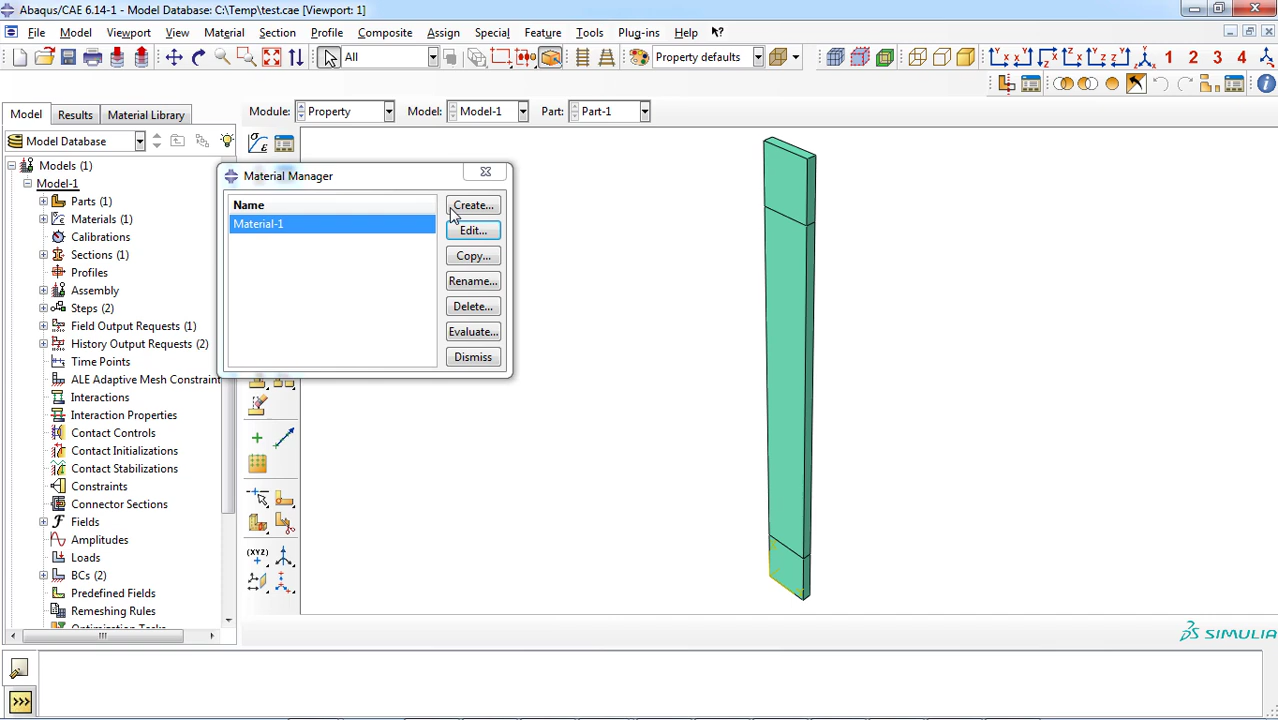 Abaqus/CAE 6.14-1 - Model Database: C:\Temp\test.cae [Viewport: 1]
File Model Viewport View Material Section Profile Composite Assign Special Feature Tools Plug-ins Help
All Property defaults 1 2 3 4
Model Results Material Library Module: Property Model: Model-1 Part: Part-1
Model Database
Models (1)
Model-1
Parts (1)
Materials (1)
Calibrations
Sections (1)
Profiles
Assembly
Steps (2)
Field Output Requests (1)
History Output Requests (2)
Time Points
ALE Adaptive Mesh Constraint
Interactions
Interaction Properties
Contact Controls
Contact Initializations
Contact Stabilizations
Constraints
Connector Sections
Fields
Amplitudes
Loads
BCs (2)
Predefined Fields
Remeshing Rules
Material Manager
Name
Material-1
Create...
Edit...
Copy...
Rename...
Delete...
Evaluate...
Dismiss
(XYZ)
SIMULIA
>>>